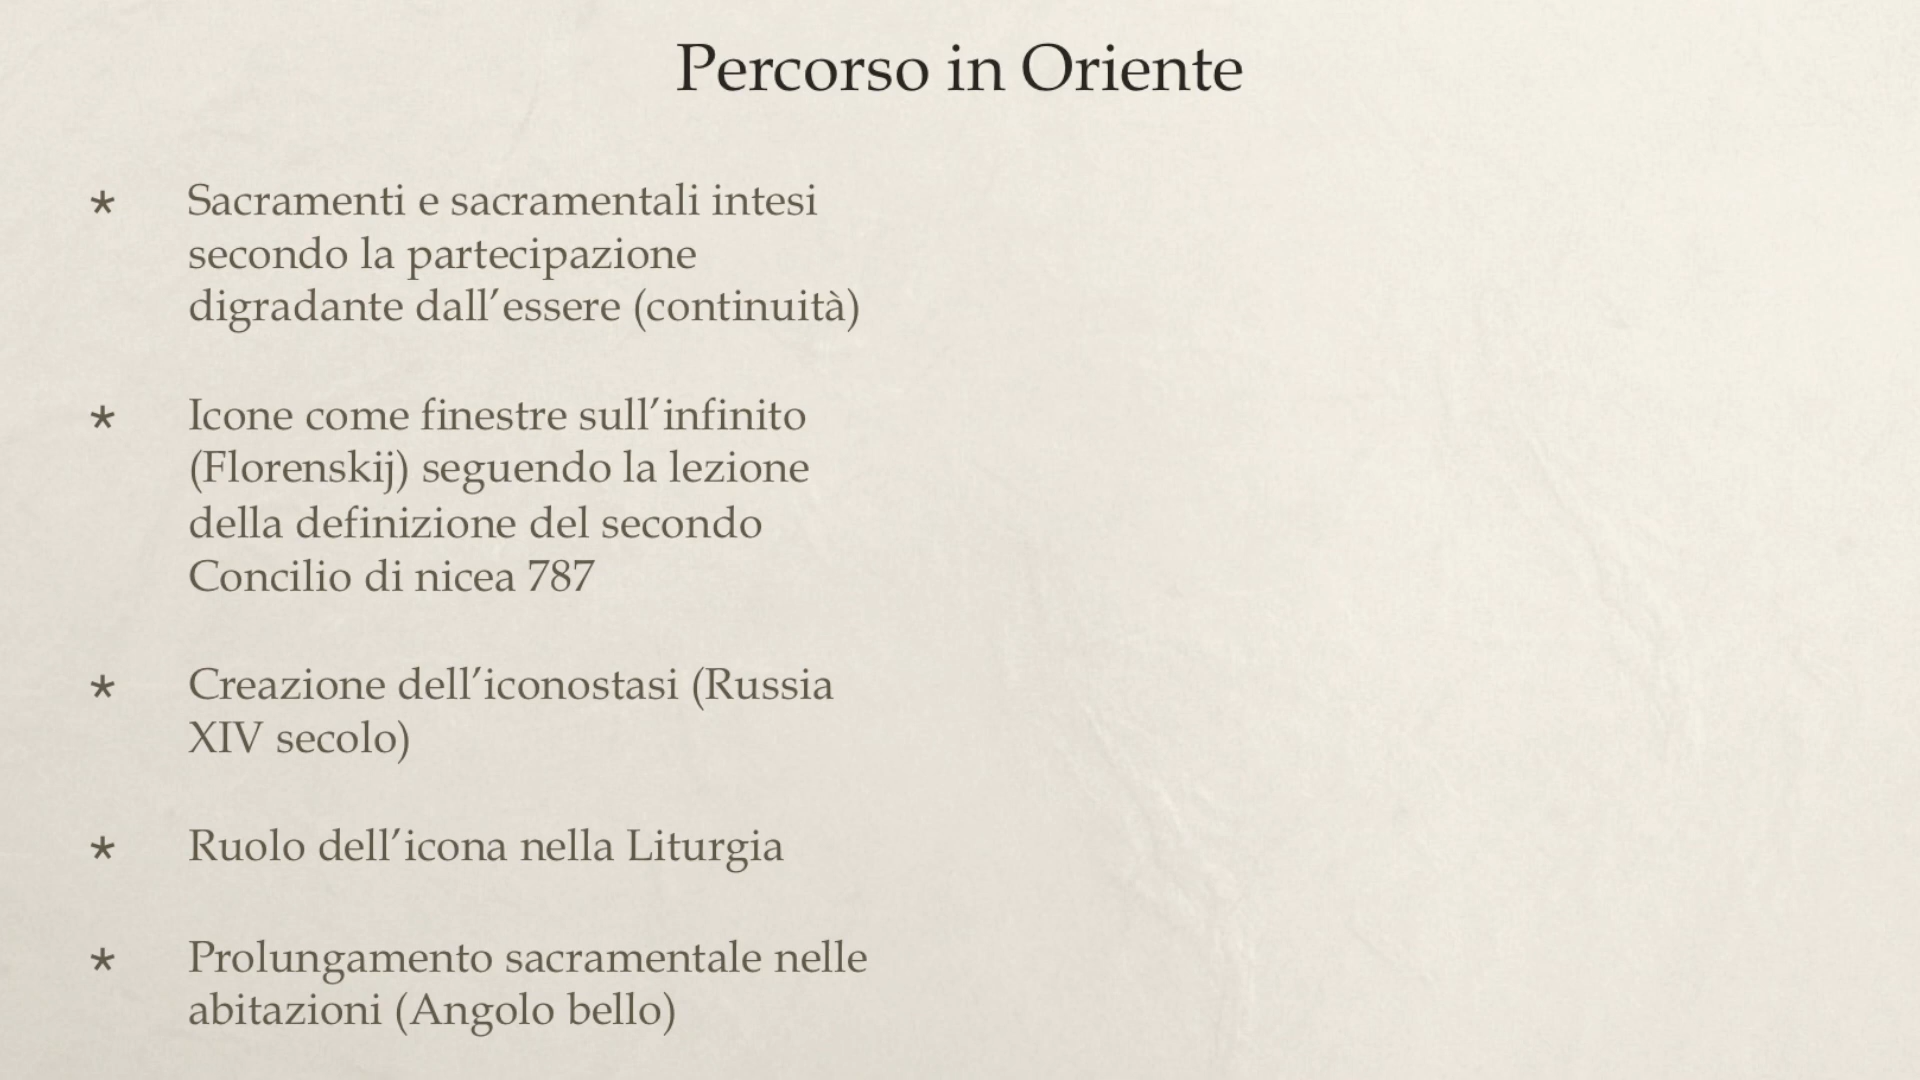 Percorso in Oriente
* Sacramenti e sacramentali intesi
secondo la partecipazione
digradante dall’essere (continuità)
* Icone come finestre sull’infinito
(Florenskij) seguendo la lezione
della definizione del secondo
Concilio di nicea 787
* Creazione dell’iconostasi (Russia
XIV secolo)
* Ruolo dell’icona nella Liturgia
* Prolungamento sacramentale nelle
abitazioni (Angolo bello)